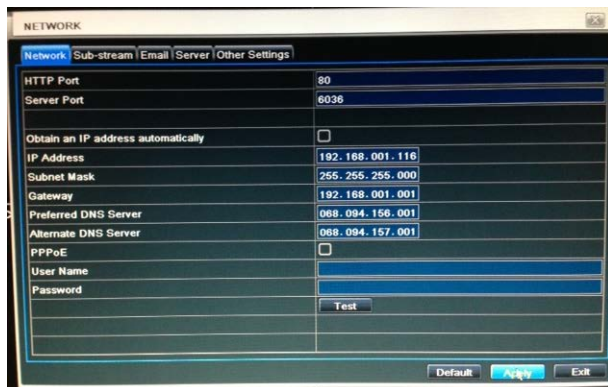 NETWORK
Network Sub-stream Email Server Other Settings
HTTP Port 80
Server Port 6036
Obtain an IP address automatically
IP Address 192.168.001.116
Subnet Mask 255.255.255.000
Gateway 192.168.001.001
Preferred DNS Server 068.094.156.001
Alternate DNS Server 068.094.157.001
PPPoE
User Name
Password
Test
Default Apply Exit